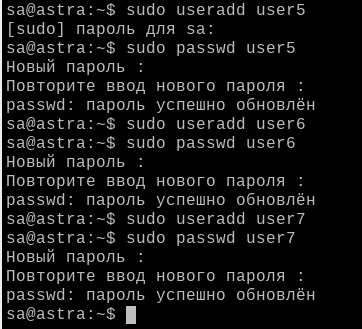 sa@astra:~$ sudo useradd user5
[sudo] пароль для sa:
sa@astra:~$ sudo passwd user5
Новый пароль :
Повторите ввод нового пароля :
passwd: пароль успешно обновлён
sa@astra:~$ sudo useradd user6
sa@astra:~$ sudo passwd user6
Новый пароль :
Повторите ввод нового пароля :
passwd: пароль успешно обновлён
sa@astra:~$ sudo useradd user7
sa@astra:~$ sudo passwd user7
Новый пароль :
Повторите ввод нового пароля :
passwd: пароль успешно обновлён
sa@astra:~$